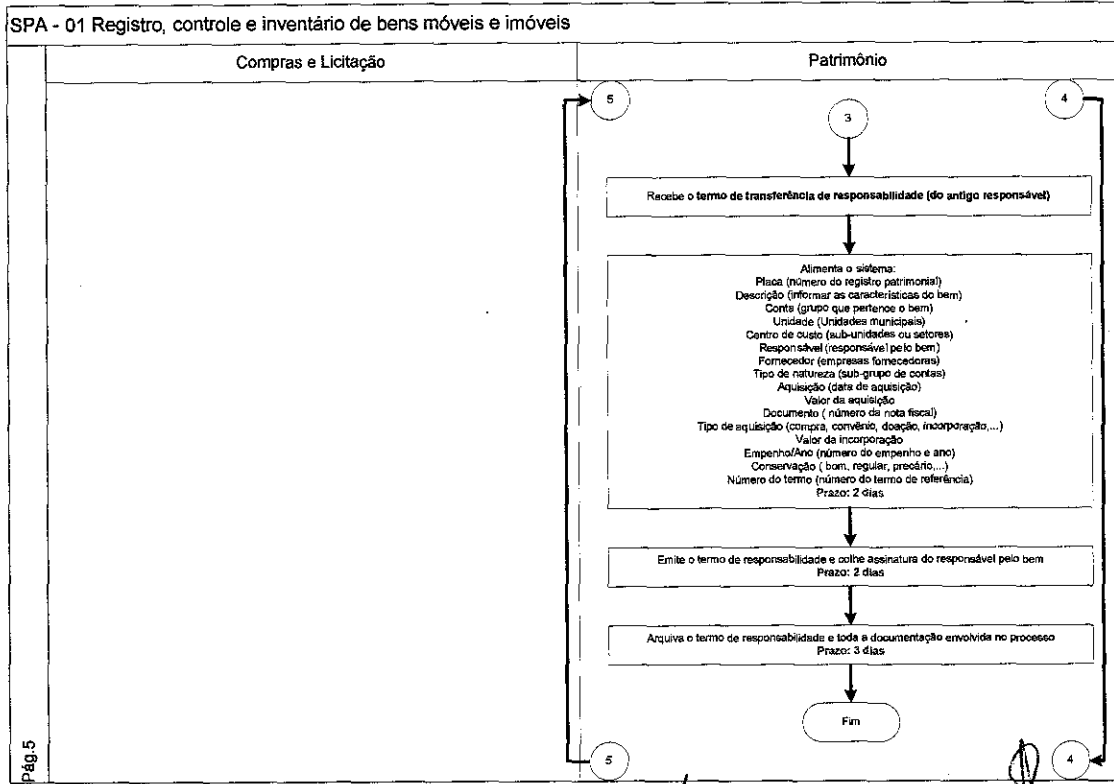 SPA - 01 Registro, controle e inventário de bens móveis e imóveis
Compras e Licitação
Patrimônio
5
4
3
Recebe o termo de transferência de responsabilidade (do antigo responsável)
Alimenta o sistema:
Placa (número do registro patrimonial)
Descrição (informar as características do bem)
Conta (grupo que pertence o bem)
Unidade (Unidades municipais)
Centro de custo (sub-unidades ou setores)
Responsável (responsável pelo bem)
Fornecedor (empresas fornecedoras)
Tipo de natureza (sub-grupo de contas)
Aquisição (data de aquisição)
Valor da aquisição
Documento ( número da nota fiscal)
Tipo de aquisição (compra, convênio, doação, incorporação,...)
Valor da incorporação
Empenho/Ano (número do empenho e ano)
Conservação ( bom, regular, precário,...)
Número do termo (número do termo de referência)
Prazo: 2 dias
Emite o termo de responsabilidade e colhe assinatura do responsável pelo bem
Prazo: 2 dias
Arquiva o termo de responsabilidade e toda a documentação envolvida no processo
Prazo: 3 dias
Fim
5
4
Pág.5